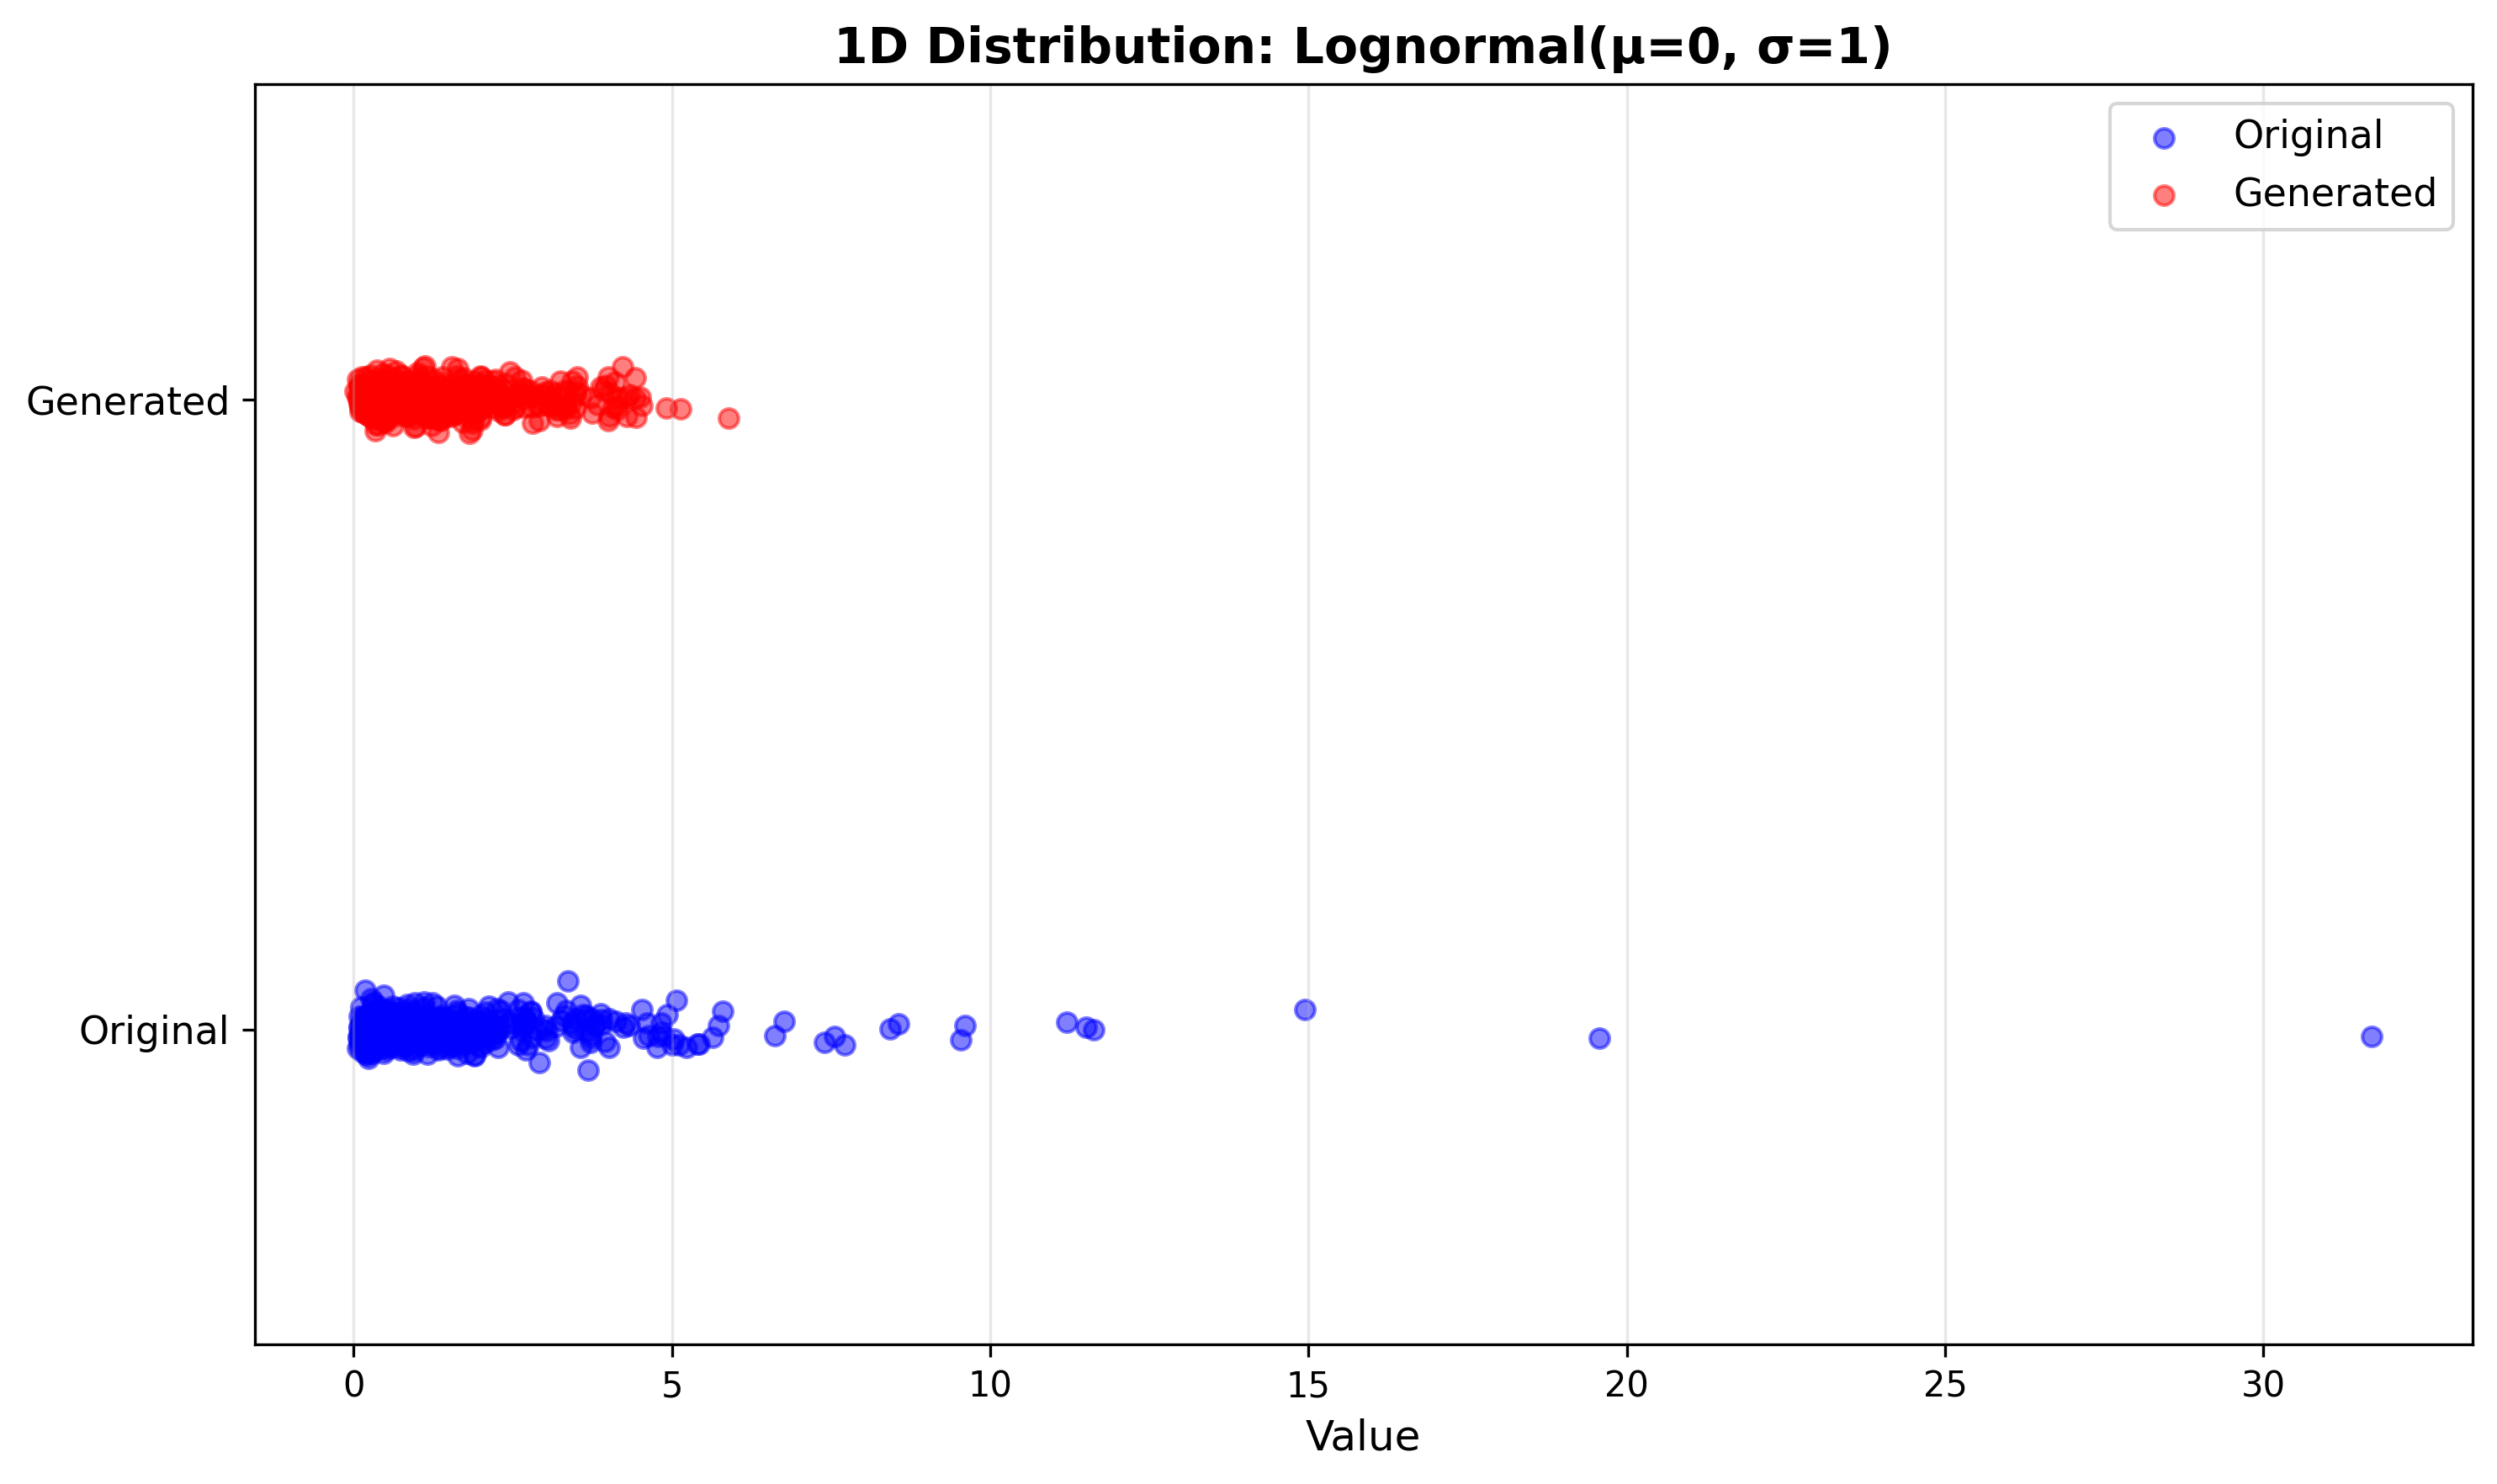 1D Distribution: Lognormal(μ=0, σ=1)
Original
Generated
Generated
Original
0 5 10 15 20 25 30
Value